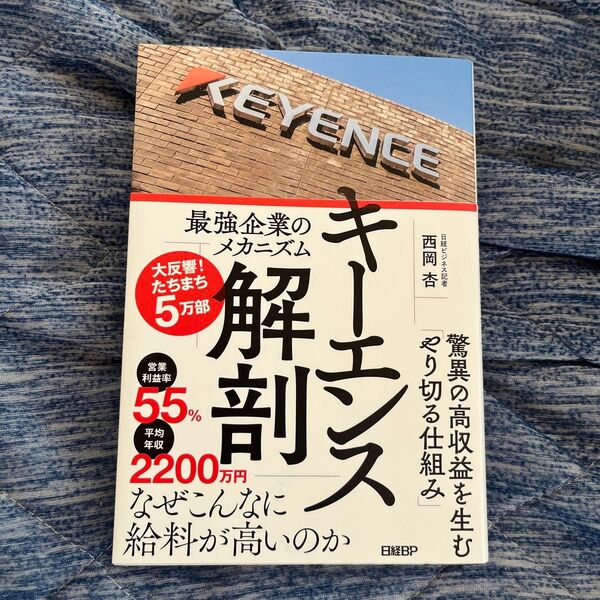 KEYENCE
キーエンス
解剖
最強企業の
メカニズム
日経ビジネス記者
西岡 杏
驚異の高収益を生む
「やり切る仕組み」
大反響!
たちまち
5万部
営業
利益率
55%
平均
年収
2200万円
なぜこんなに
給料が高いのか
日経BP